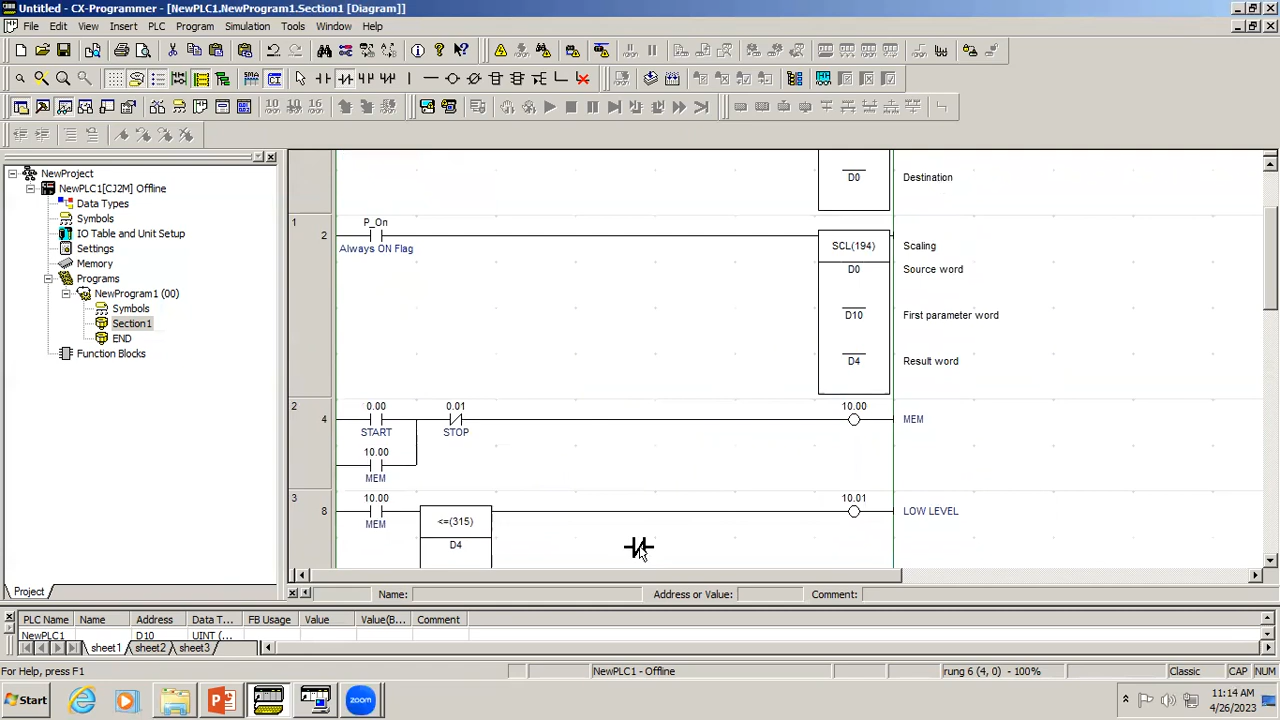 Untitled - CX-Programmer - [NewPLC1.NewProgram1.Section1 [Diagram]]
File Edit View Insert PLC Program Simulation Tools Window Help
SMA
10 10 16
NewProject
NewPLC1[CJ2M] Offline
Data Types
Symbols
IO Table and Unit Setup
Settings
Memory
Programs
NewProgram1 (00)
Symbols
Section1
END
Function Blocks
Project
D0 Destination
1
2
P_On
Always ON Flag
SCL(194) Scaling
D0 Source word
D10 First parameter word
D4 Result word
2
4
0.00 0.01 10.00
MEM
START STOP
10.00
MEM
3
8
10.00 10.01
<=(315) LOW LEVEL
MEM
D4
Name: Address or Value: Comment:
PLC Name Name Address Data T... FB Usage Value Value(B... Comment
NewPLC1 D10 UINT (...
sheet1 sheet2 sheet3
For Help, press F1 NewPLC1 - Offline rung 6 (4, 0) - 100% Classic CAP NUM
Start zoom 11:14 AM
4/26/2023